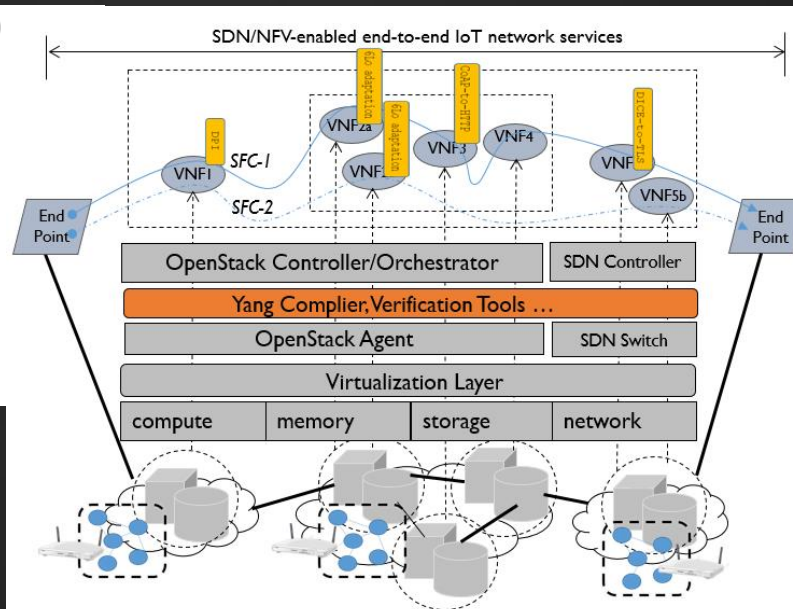 SDN/NFV-enabled end-to-end IoT network services
6lo adaptation
CoAP-to-HTTP
DICE-to-TLS
DPI
6lo adaptation
VNF2a
VNF3
VNF4
SFC-1
VNF1
VNF2
VNF
VNF5b
SFC-2
End
Point
End
Point
OpenStack Controller/Orchestrator
SDN Controller
Yang Complier, Verification Tools ...
OpenStack Agent
SDN Switch
Virtualization Layer
compute
memory
storage
network